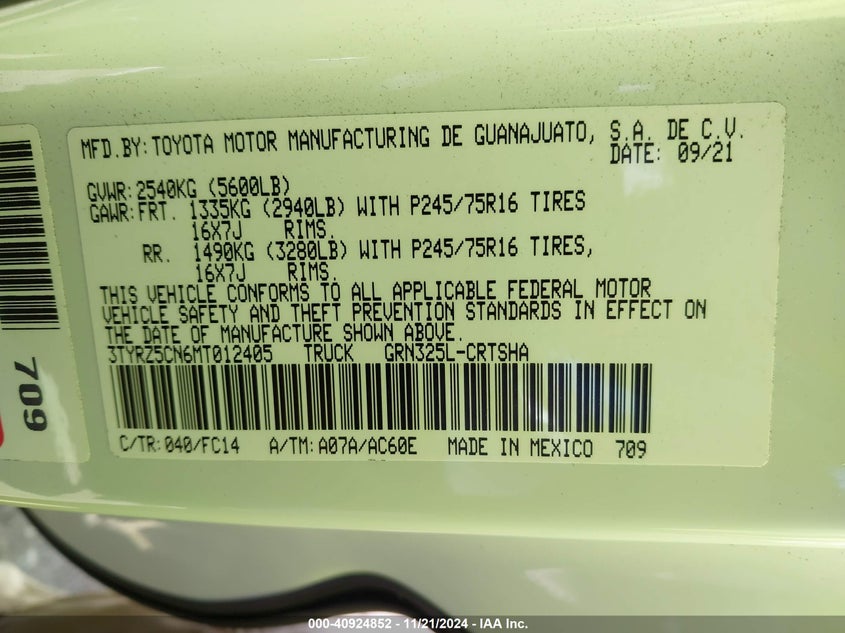 MFD.BY:TOYOTA MOTOR MANUFACTURING DE GUANAJUATO, S.A. DE C.V.
DATE: 09/21
GVWR:2540KG (5600LB)
GAWR:FRT. 1335KG (2940LB) WITH P245/75R16 TIRES
16X7J RIMS.
RR. 1490KG (3280LB) WITH P245/75R16 TIRES,
16X7J RIMS.
THIS VEHICLE CONFORMS TO ALL APPLICABLE FEDERAL MOTOR
VEHICLE SAFETY AND THEFT PREVENTION STANDARDS IN EFFECT ON
THE DATE OF MANUFACTURE SHOWN ABOVE.
3TYRZ5CN6MT012405 TRUCK GRN325L-CRTSHA
C/TR:040/FC14 A/TM:A07A/AC60E MADE IN MEXICO 709
709
000-40924852 - 11/21/2024 - IAA Inc.